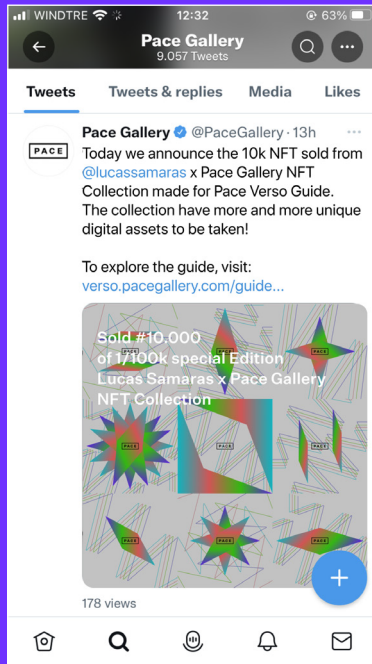 WINDTRE 12:32 63%
Pace Gallery
9.057 Tweets
Tweets Tweets & replies Media Likes
Pace Gallery @PaceGallery · 13h
PACE
Today we announce the 10k NFT sold from
@lucassamaras x Pace Gallery NFT
Collection made for Pace Verso Guide.
The collection have more and more unique
digital assets to be taken!
To explore the guide, visit:
verso.pacegallery.com/guide...
Sold #10.000
of 1/100k special Edition
Lucas Samaras x Pace Gallery
NFT Collection
PACE PACE PACE
PACE PACE PACE
PACE PACE PACE
178 views